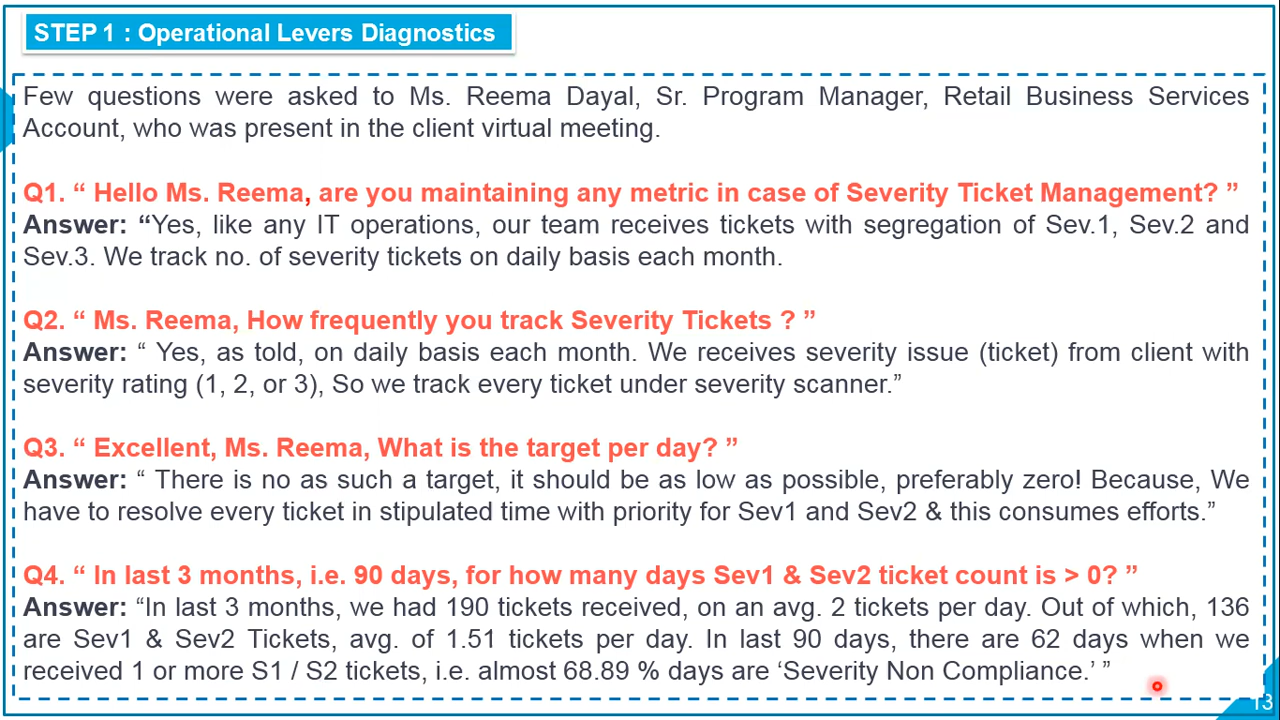 STEP 1 : Operational Levers Diagnostics
Few questions were asked to Ms. Reema Dayal, Sr. Program Manager, Retail Business Services
Account, who was present in the client virtual meeting.
Q1. “ Hello Ms. Reema, are you maintaining any metric in case of Severity Ticket Management? ”
Answer: “Yes, like any IT operations, our team receives tickets with segregation of Sev.1, Sev.2 and
Sev.3. We track no. of severity tickets on daily basis each month.
Q2. “ Ms. Reema, How frequently you track Severity Tickets ? ”
Answer: “ Yes, as told, on daily basis each month. We receives severity issue (ticket) from client with
severity rating (1, 2, or 3), So we track every ticket under severity scanner.”
Q3. “ Excellent, Ms. Reema, What is the target per day? ”
Answer: “ There is no as such a target, it should be as low as possible, preferably zero! Because, We
have to resolve every ticket in stipulated time with priority for Sev1 and Sev2 & this consumes efforts.”
Q4. “ In last 3 months, i.e. 90 days, for how many days Sev1 & Sev2 ticket count is > 0? ”
Answer: “In last 3 months, we had 190 tickets received, on an avg. 2 tickets per day. Out of which, 136
are Sev1 & Sev2 Tickets, avg. of 1.51 tickets per day. In last 90 days, there are 62 days when we
received 1 or more S1 / S2 tickets, i.e. almost 68.89 % days are ‘Severity Non Compliance.’ ”
13